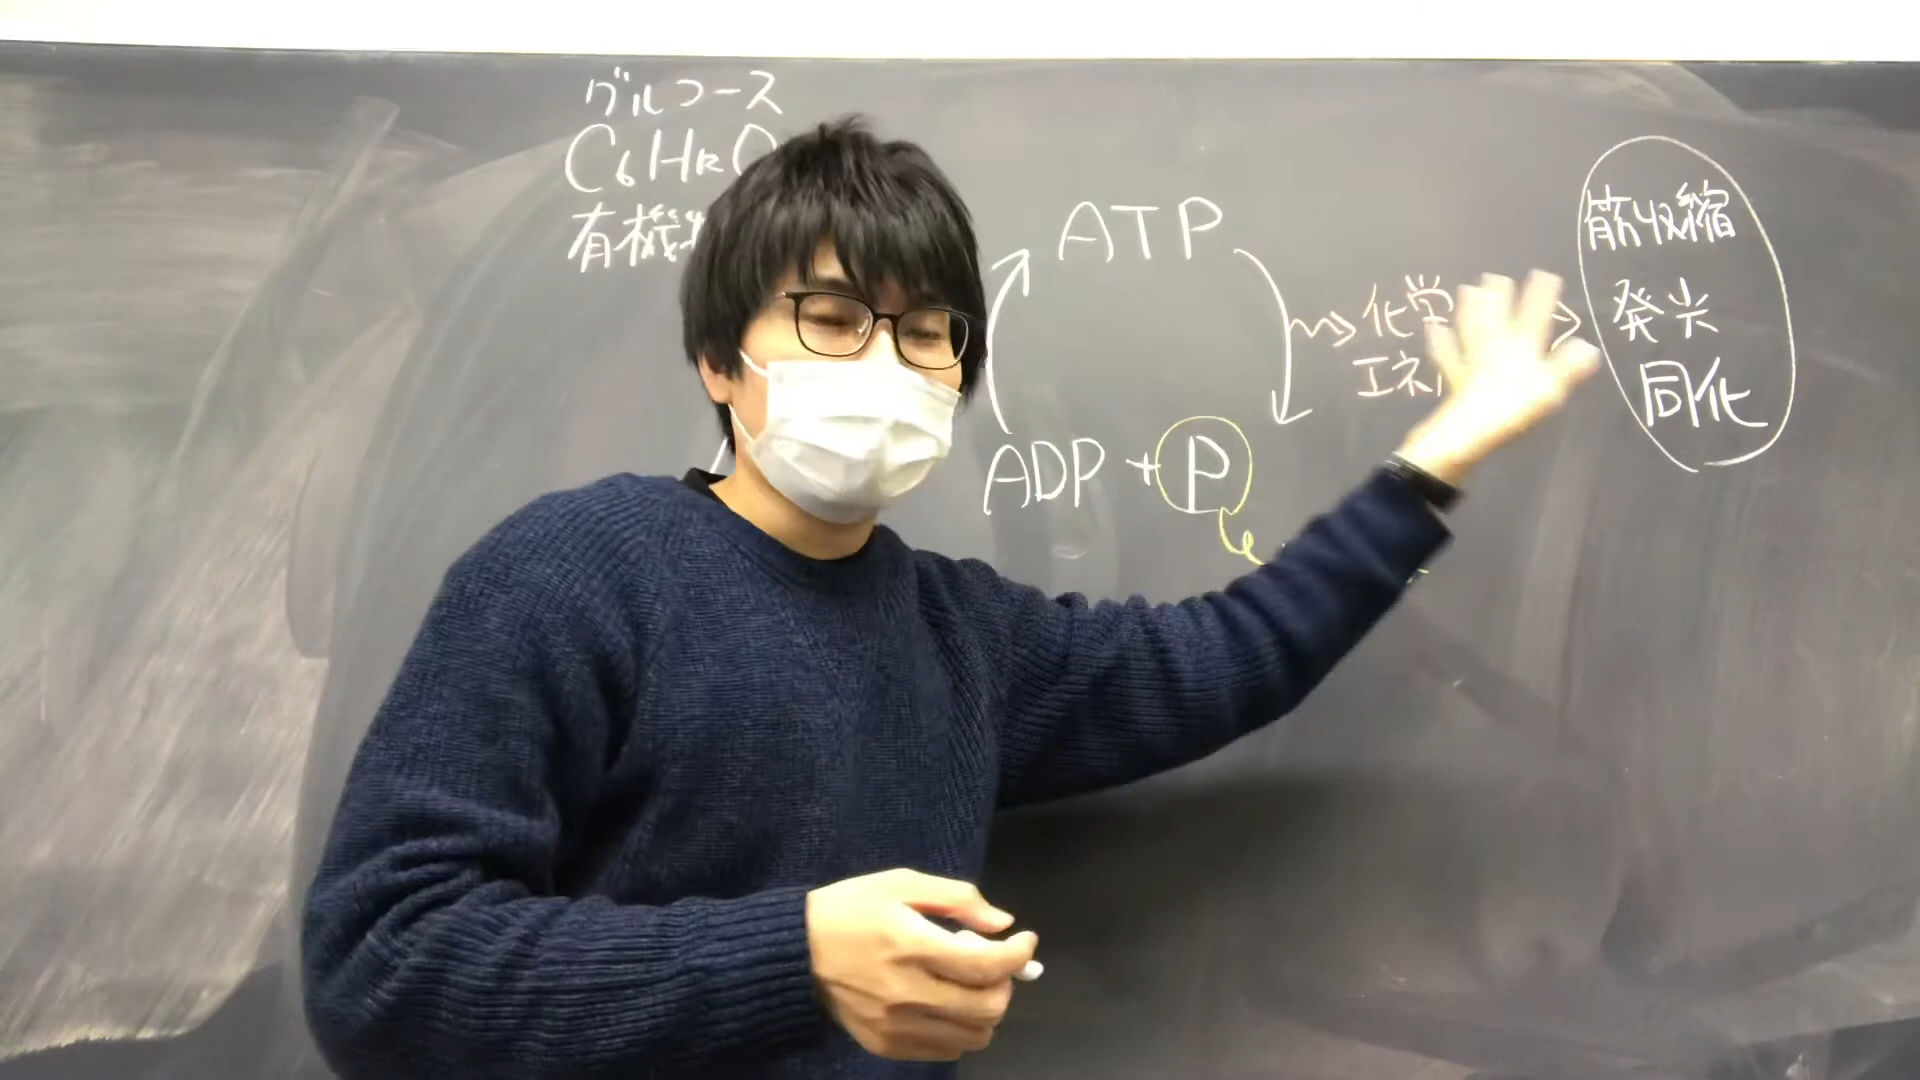 グルコース
C6H12O
有機
ATP
ADP + P
化学
エネ
筋収縮
発光
同化